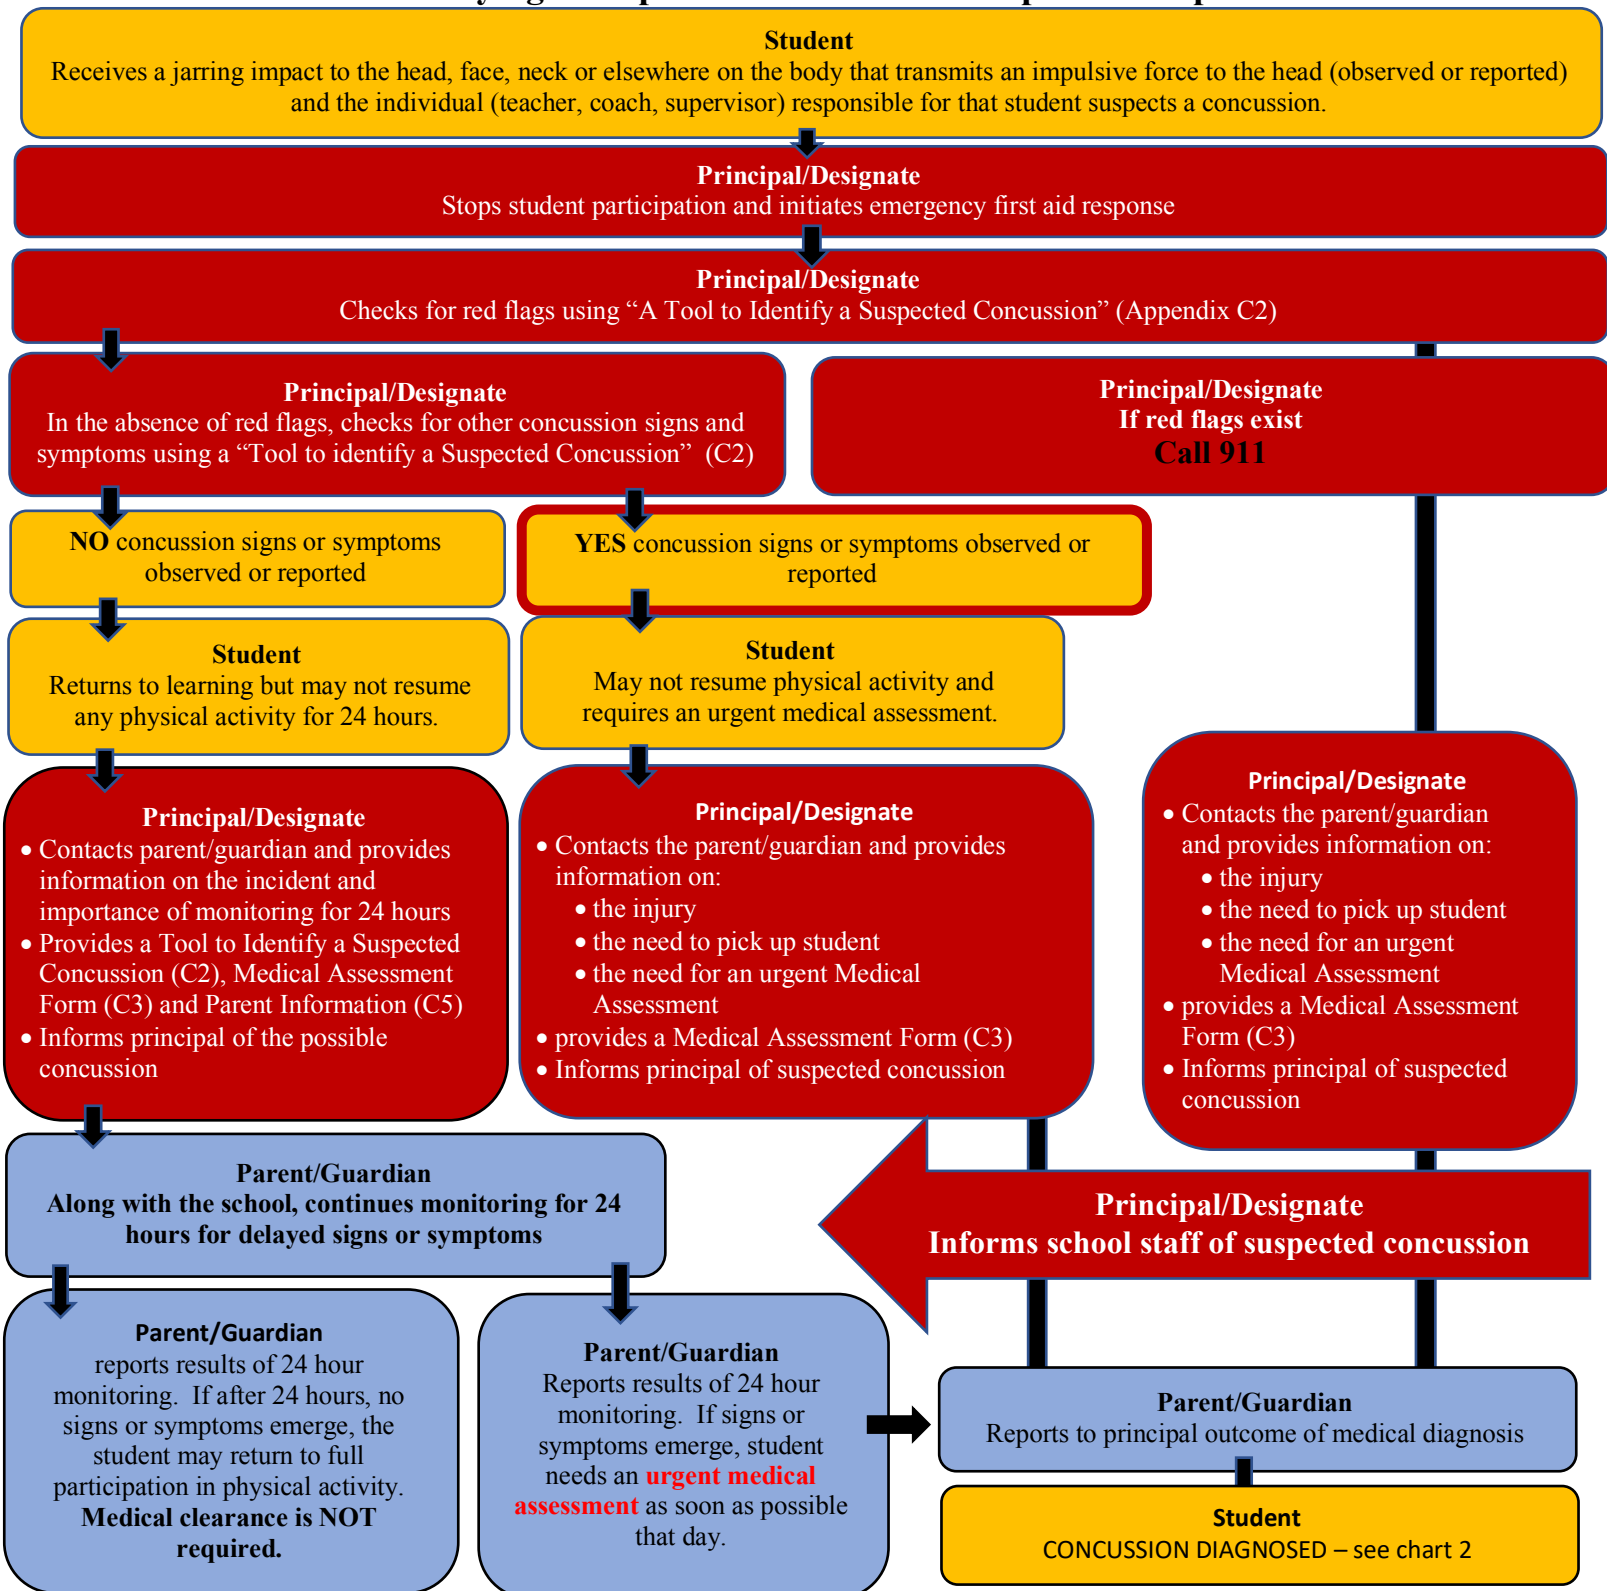 Student
Receives a jarring impact to the head, face, neck or elsewhere on the body that transmits an impulsive force to the head (observed or reported)
and the individual (teacher, coach, supervisor) responsible for that student suspects a concussion.
Principal/Designate
Stops student participation and initiates emergency first aid response
Principal/Designate
Checks for red flags using “A Tool to Identify a Suspected Concussion” (Appendix C2)
Principal/Designate
In the absence of red flags, checks for other concussion signs and
symptoms using a “Tool to identify a Suspected Concussion” (C2)
Principal/Designate
If red flags exist
Call 911
NO concussion signs or symptoms
observed or reported
YES concussion signs or symptoms observed or
reported
Student
Returns to learning but may not resume
any physical activity for 24 hours.
Student
May not resume physical activity and
requires an urgent medical assessment.
Principal/Designate
• Contacts parent/guardian and provides
information on the incident and
importance of monitoring for 24 hours
• Provides a Tool to Identify a Suspected
Concussion (C2), Medical Assessment
Form (C3) and Parent Information (C5)
• Informs principal of the possible
concussion
Principal/Designate
• Contacts the parent/guardian and provides
information on:
• the injury
• the need to pick up student
• the need for an urgent Medical
Assessment
• provides a Medical Assessment Form (C3)
• Informs principal of suspected concussion
Principal/Designate
• Contacts the parent/guardian
and provides information on:
• the injury
• the need to pick up student
• the need for an urgent
Medical Assessment
• provides a Medical Assessment
Form (C3)
• Informs principal of suspected
concussion
Parent/Guardian
Along with the school, continues monitoring for 24
hours for delayed signs or symptoms
Principal/Designate
Informs school staff of suspected concussion
Parent/Guardian
reports results of 24 hour
monitoring. If after 24 hours, no
signs or symptoms emerge, the
student may return to full
participation in physical activity.
Medical clearance is NOT
required.
Parent/Guardian
Reports results of 24 hour
monitoring. If signs or
symptoms emerge, student
needs an urgent medical
assessment as soon as possible
that day.
Parent/Guardian
Reports to principal outcome of medical diagnosis
Student
CONCUSSION DIAGNOSED – see chart 2